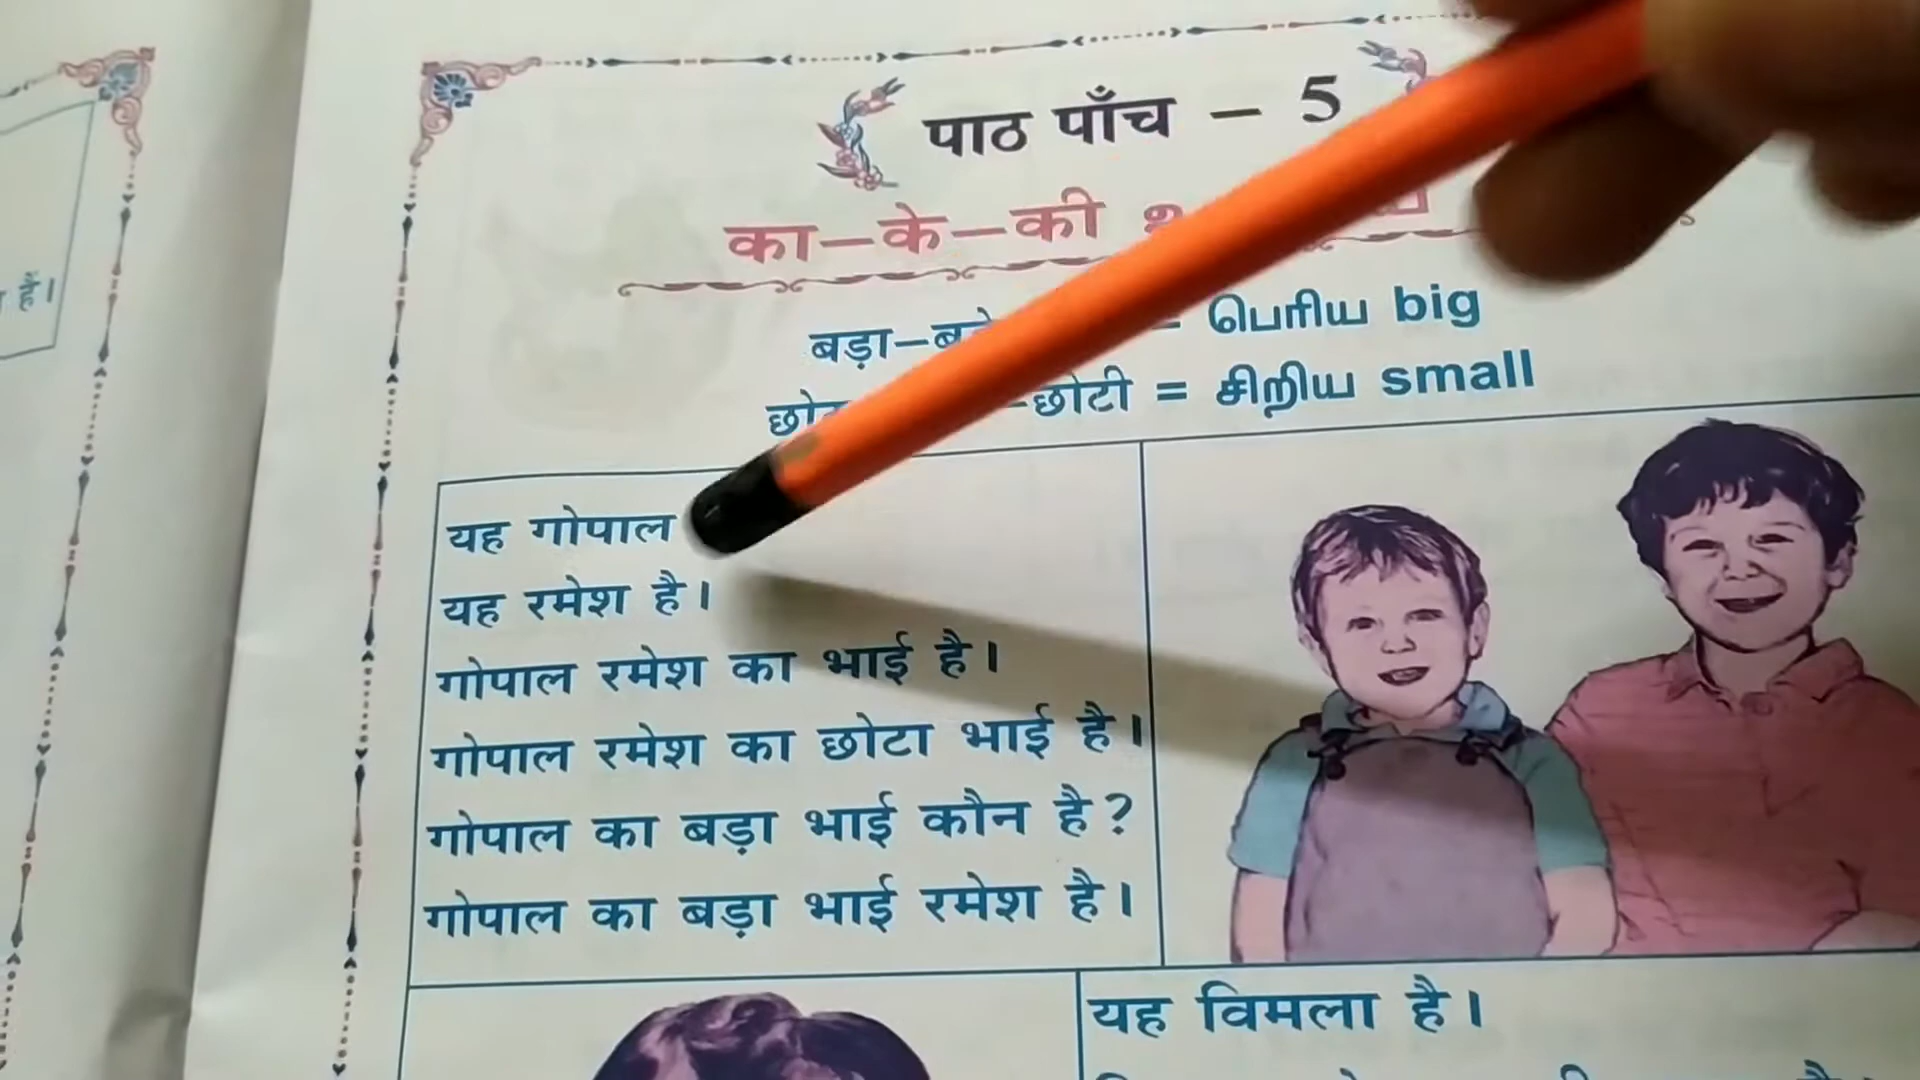 हैं।
पाठ पाँच – 5
का–के–की
बड़ा– = பெரிய big
–छोटी = சிறிய small
यह गोपाल
यह रमेश है।
गोपाल रमेश का भाई है।
गोपाल रमेश का छोटा भाई है।
गोपाल का बड़ा भाई कौन है?
गोपाल का बड़ा भाई रमेश है।
यह विमला है।